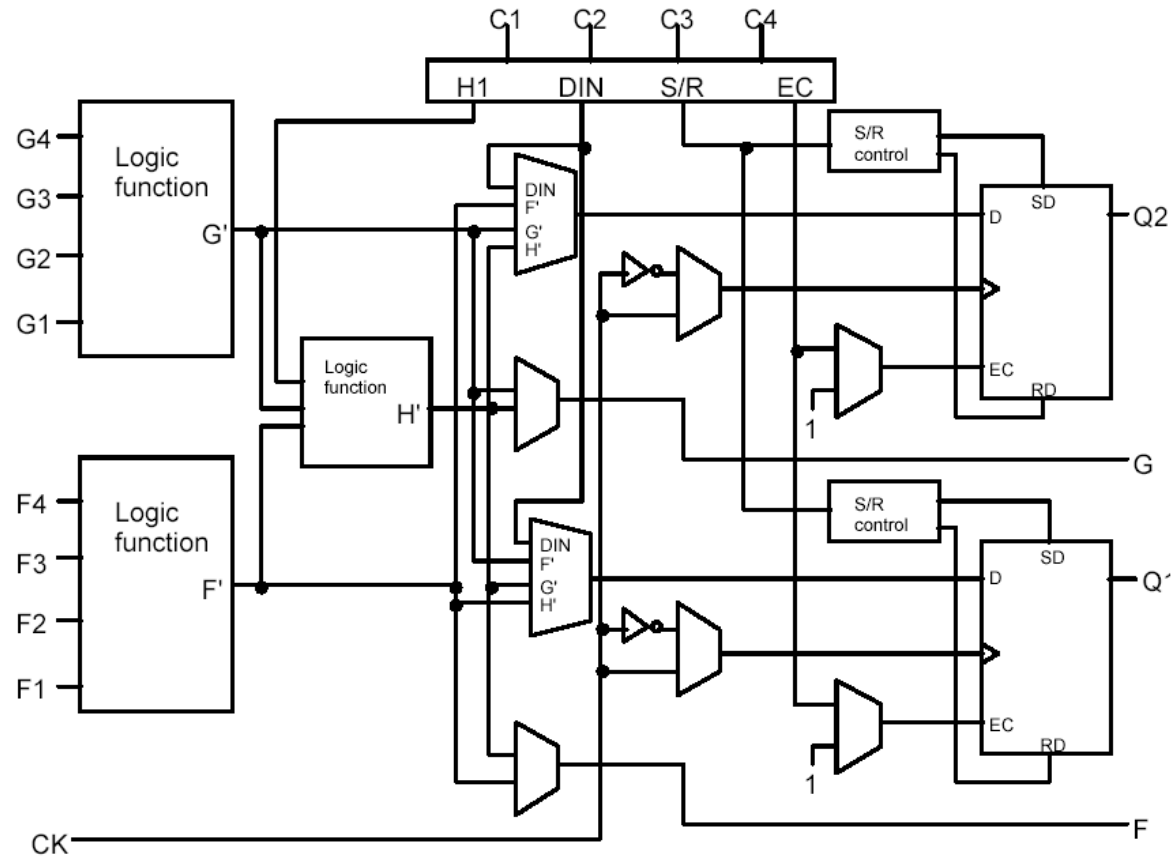 C1 C2 C3 C4
H1 DIN S/R EC
G4
G3
G2
G1
Logic
function
G'
DIN
F'
G'
H'
S/R
control
SD
D
EC
RD
Q2
1
Logic
function
H'
G
F4
F3
F2
F1
Logic
function
F'
DIN
F'
G'
H'
S/R
control
SD
D
EC
RD
Q1
1
F
CK